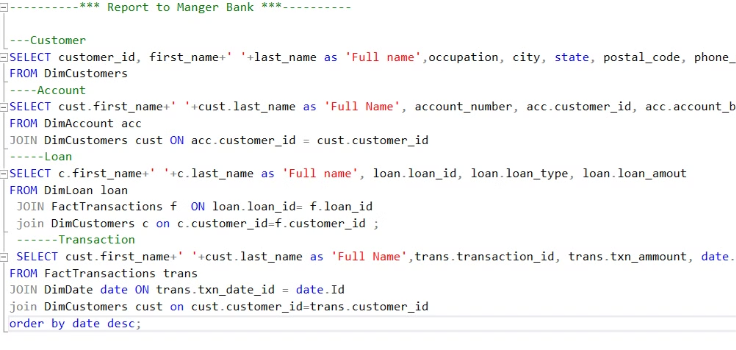 ----------*** Report to Manger Bank ***----------
---Customer
SELECT customer_id, first_name+' '+last_name as 'Full name',occupation, city, state, postal_code, phone_
FROM DimCustomers
----Account
SELECT cust.first_name+' '+cust.last_name as 'Full Name', account_number, acc.customer_id, acc.account_b
FROM DimAccount acc
JOIN DimCustomers cust ON acc.customer_id = cust.customer_id
-----Loan
SELECT c.first_name+' '+c.last_name as 'Full name', loan.loan_id, loan.loan_type, loan.loan_amout
FROM DimLoan loan
JOIN FactTransactions f  ON loan.loan_id= f.loan_id
join DimCustomers c on c.customer_id=f.customer_id ;
------Transaction
SELECT cust.first_name+' '+cust.last_name as 'Full Name',trans.transaction_id, trans.txn_ammount, date.
FROM FactTransactions trans
JOIN DimDate date ON trans.txn_date_id = date.Id
join DimCustomers cust on cust.customer_id=trans.customer_id
order by date desc;